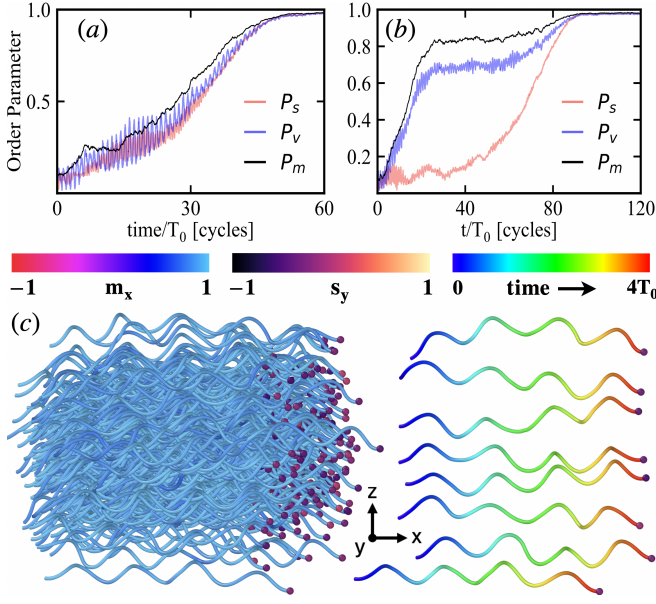 (a)
Order Parameter
1.0
0.5
P_s
P_v
P_m
0 30 60
time/T_0 [cycles]
(b)
1.0
0.8
0.6
0.4
0.2
P_s
P_v
P_m
0 40 80 120
t/T_0 [cycles]
−1 m_x 1
−1 s_y 1
0 time → 4T_0
(c)
z
y x